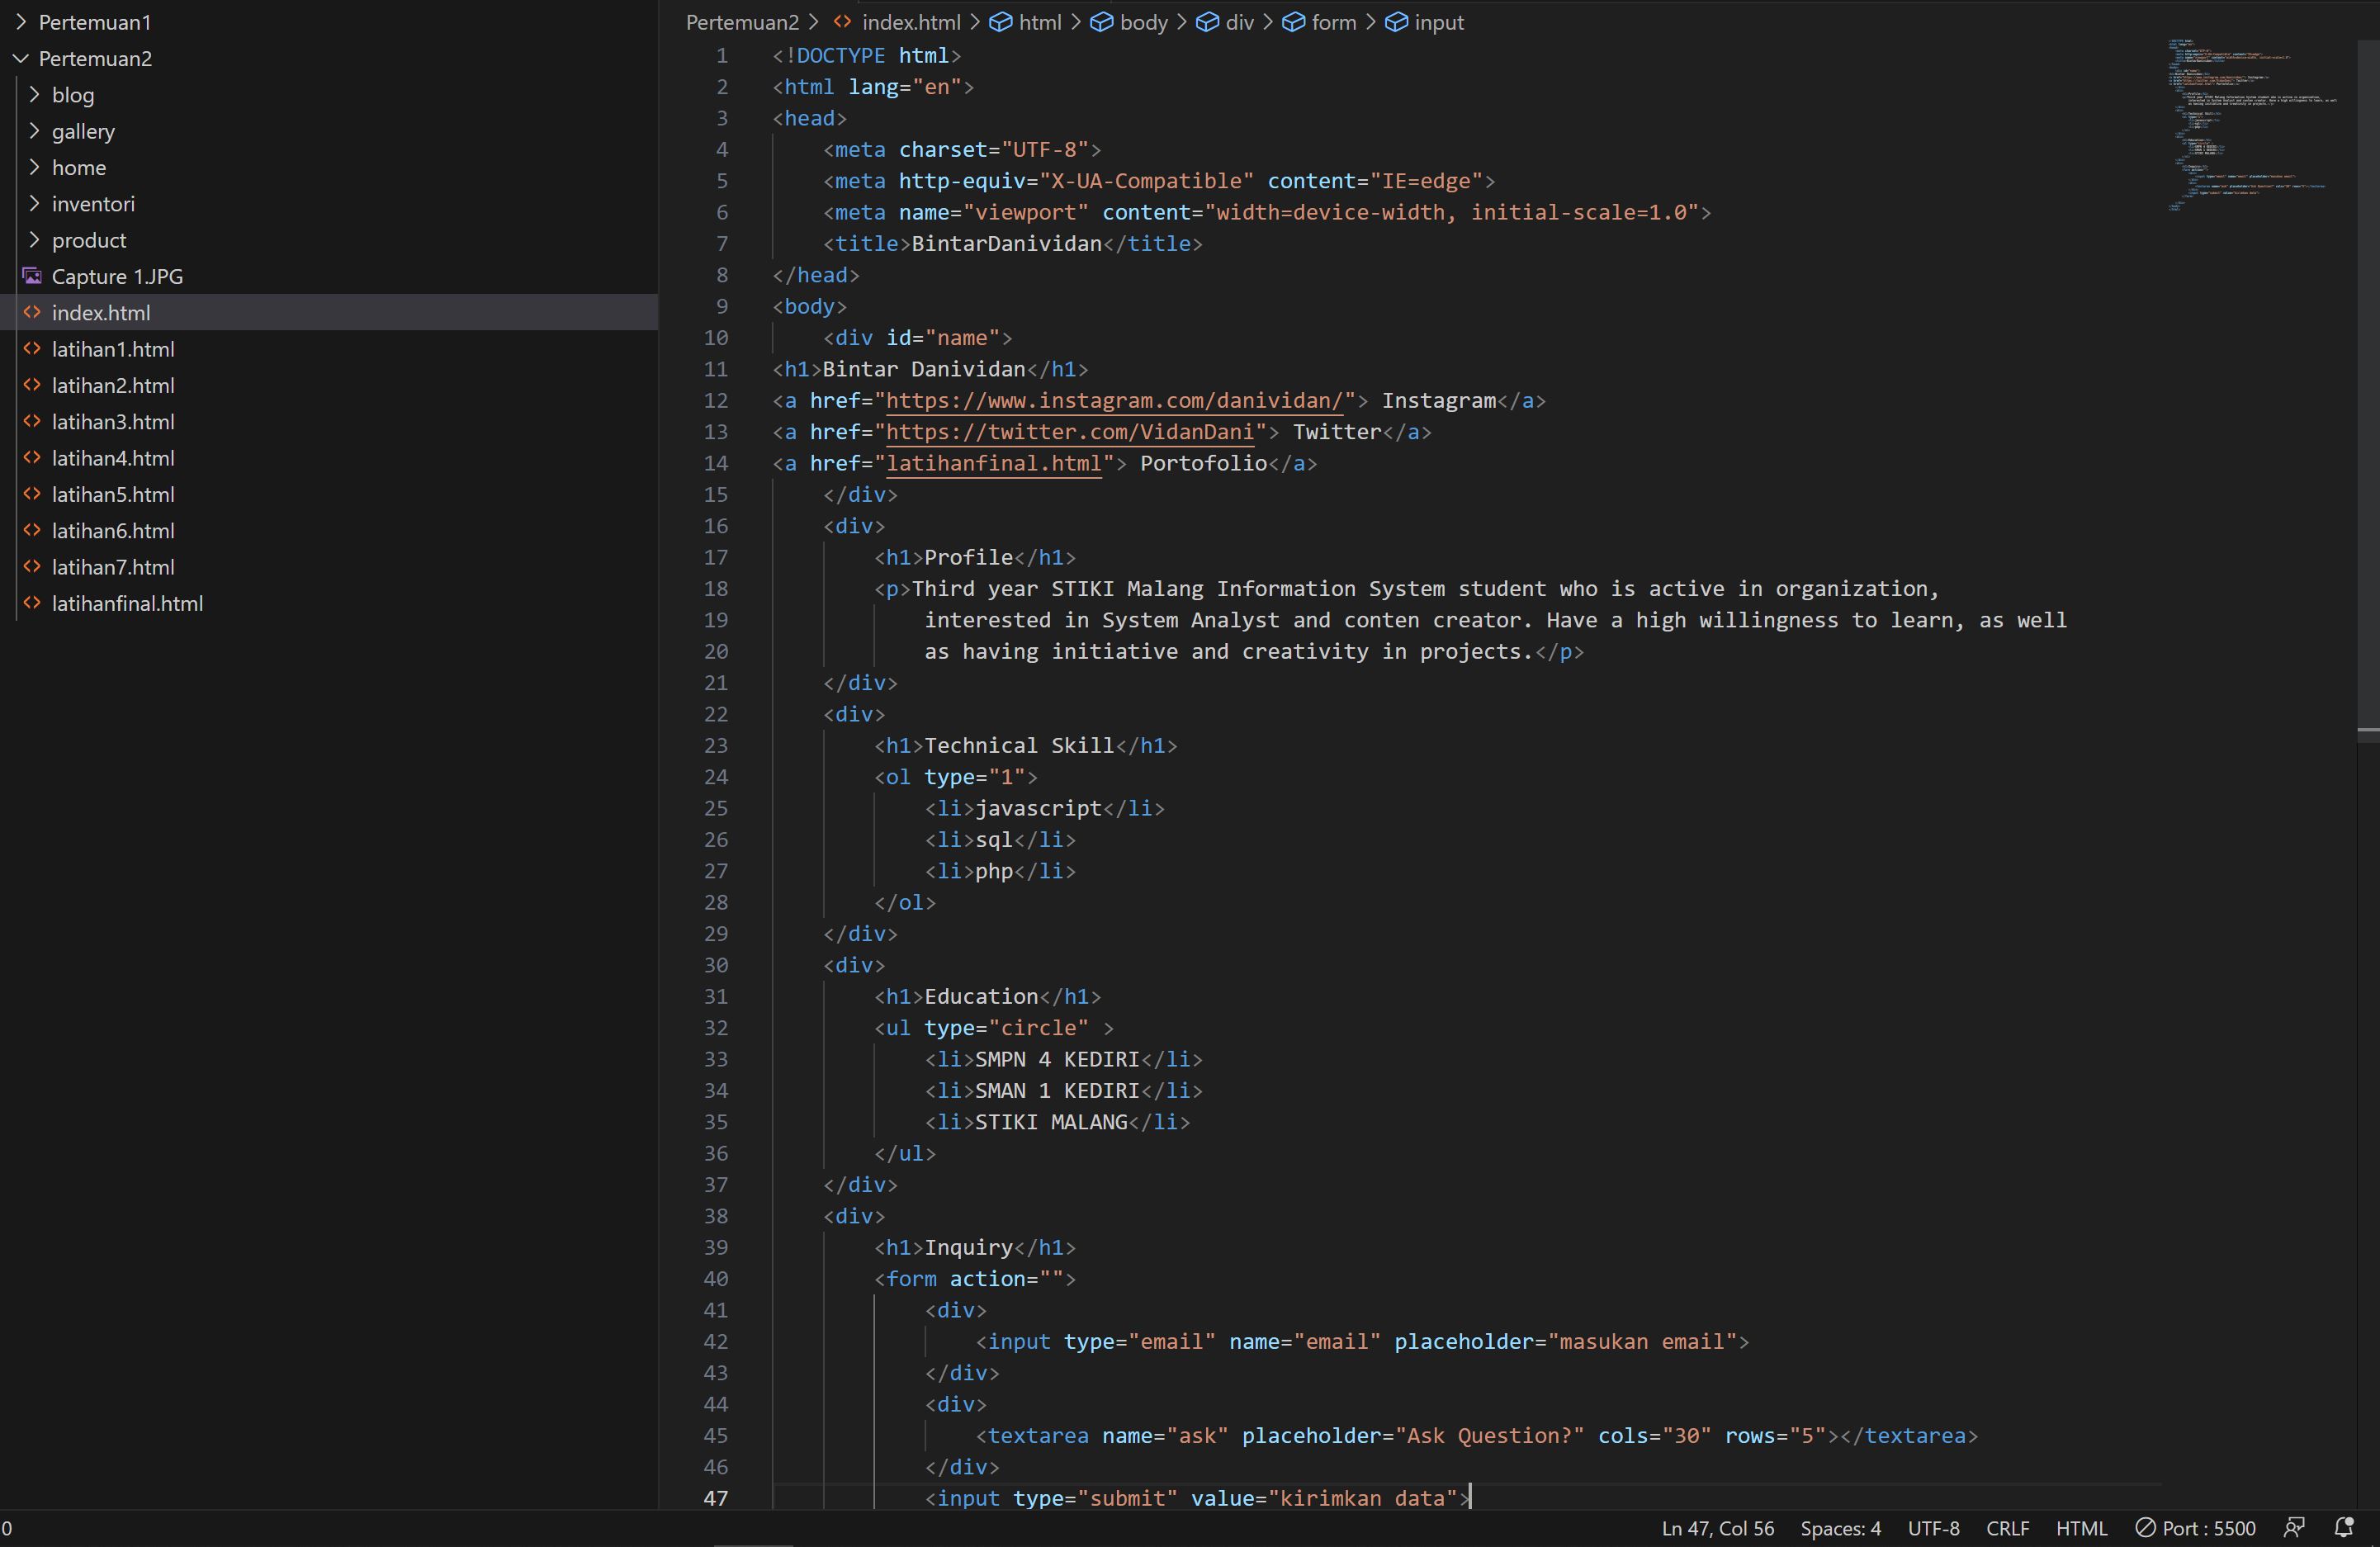 Pertemuan1
Pertemuan2
blog
gallery
home
inventori
product
Capture 1.JPG
index.html
latihan1.html
latihan2.html
latihan3.html
latihan4.html
latihan5.html
latihan6.html
latihan7.html
latihanfinal.html
Pertemuan2 > index.html > html > body > div > form > input
1 <!DOCTYPE html>
2 <html lang="en">
3 <head>
4 <meta charset="UTF-8">
5 <meta http-equiv="X-UA-Compatible" content="IE=edge">
6 <meta name="viewport" content="width=device-width, initial-scale=1.0">
7 <title>BintarDanividan</title>
8 </head>
9 <body>
10 <div id="name">
11 <h1>Bintar Danividan</h1>
12 <a href="https://www.instagram.com/danividan/"> Instagram</a>
13 <a href="https://twitter.com/VidanDani"> Twitter</a>
14 <a href="latihanfinal.html"> Portofolio</a>
15 </div>
16 <div>
17 <h1>Profile</h1>
18 <p>Third year STIKI Malang Information System student who is active in organization,
19 interested in System Analyst and conten creator. Have a high willingness to learn, as well
20 as having initiative and creativity in projects.</p>
21 </div>
22 <div>
23 <h1>Technical Skill</h1>
24 <ol type="1">
25 <li>javascript</li>
26 <li>sql</li>
27 <li>php</li>
28 </ol>
29 </div>
30 <div>
31 <h1>Education</h1>
32 <ul type="circle" >
33 <li>SMPN 4 KEDIRI</li>
34 <li>SMAN 1 KEDIRI</li>
35 <li>STIKI MALANG</li>
36 </ul>
37 </div>
38 <div>
39 <h1>Inquiry</h1>
40 <form action="">
41 <div>
42 <input type="email" name="email" placeholder="masukan email">
43 </div>
44 <div>
45 <textarea name="ask" placeholder="Ask Question?" cols="30" rows="5"></textarea>
46 </div>
47 <input type="submit" value="kirimkan data">
0 Ln 47, Col 56 Spaces: 4 UTF-8 CRLF HTML Port : 5500